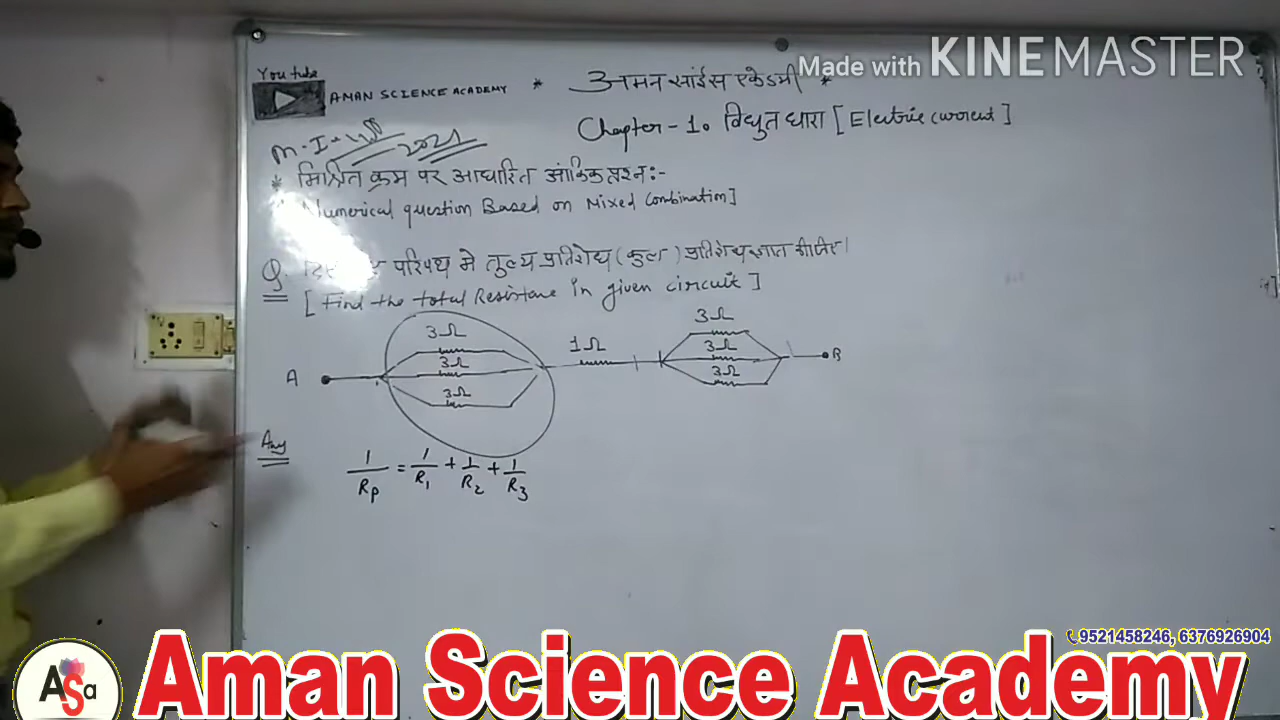 Made with KINEMASTER
You tube
AMAN SCIENCE ACADEMY * अमन साईंस एकेडमी *
Chapter - 10 विद्युत धारा [Electric current]
M.I 2021
* मिश्रित क्रम पर आधारित आंकिक प्रश्न:-
Numerical question Based on Mixed Combination]
Q. परिपथ मे तुल्य प्रतिरोध (कुल) प्रतिरोध ज्ञात कीजिए।
[Find the total Resistane in given circuit]
3Ω
3Ω
3Ω
1Ω
3Ω
3Ω
3Ω
A
B
Ans
1/Rp = 1/R1 + 1/R2 + 1/R3
9521458246, 6376926904
ASa
Aman Science Academy